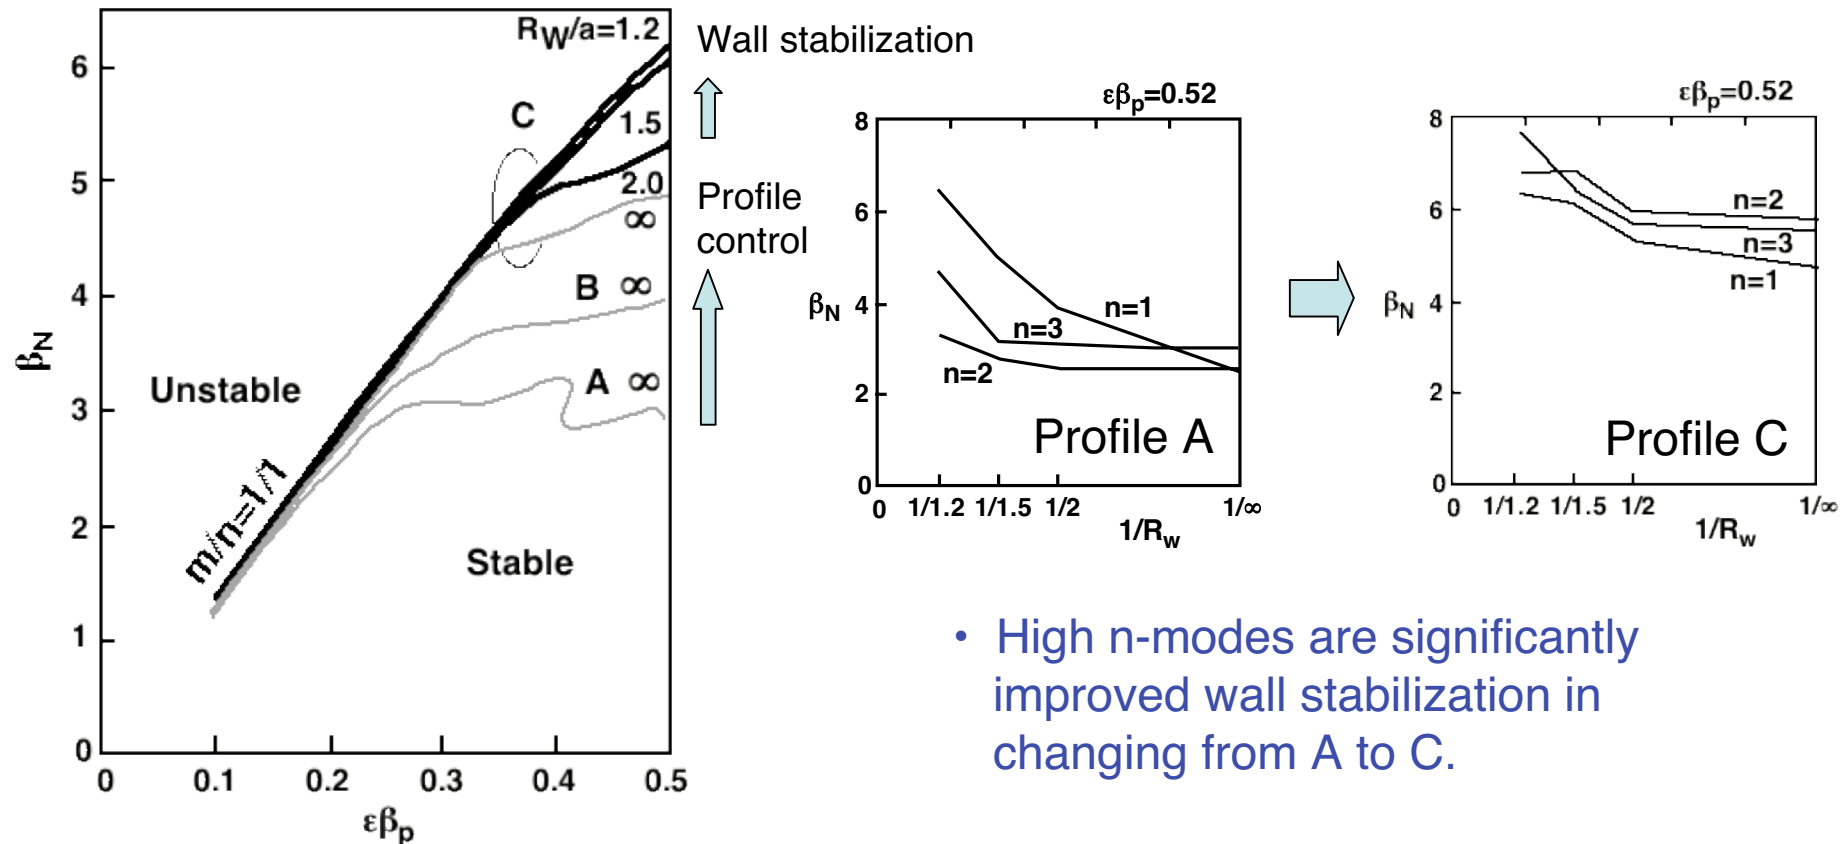 R_W/a=1.2
6
C
1.5
5
2.0
∞
4
B ∞
β_N
A ∞
Unstable
3
m/n=1/1
2
Stable
1
0
0 0.1 0.2 0.3 0.4 0.5
εβ_p
Wall stabilization
Profile
control
εβ_p=0.52
8
6
β_N 4
n=1
n=3
n=2
2
Profile A
0
0 1/1.2 1/1.5 1/2 1/∞
1/R_w
εβ_p=0.52
8
6
n=2
n=3
n=1
β_N 4
2
Profile C
0
0 1/1.2 1/1.5 1/2 1/∞
1/R_w
• High n-modes are significantly
improved wall stabilization in
changing from A to C.